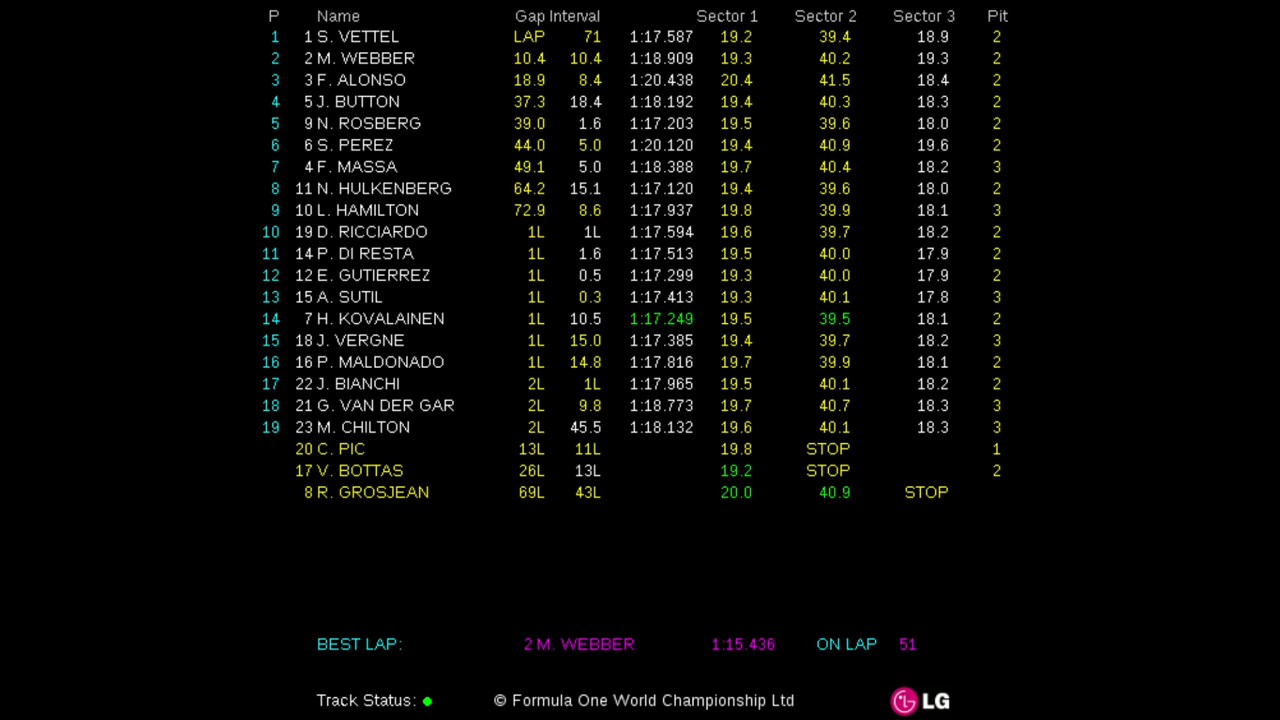 P Name Gap Interval Sector 1 Sector 2 Sector 3 Pit
1 1 S. VETTEL LAP 71 1:17.587 19.2 39.4 18.9 2
2 2 M. WEBBER 10.4 10.4 1:18.909 19.3 40.2 19.3 2
3 3 F. ALONSO 18.9 8.4 1:20.438 20.4 41.5 18.4 2
4 5 J. BUTTON 37.3 18.4 1:18.192 19.4 40.3 18.3 2
5 9 N. ROSBERG 39.0 1.6 1:17.203 19.5 39.6 18.0 2
6 6 S. PEREZ 44.0 5.0 1:20.120 19.4 40.9 19.6 2
7 4 F. MASSA 49.1 5.0 1:18.388 19.7 40.4 18.2 3
8 11 N. HULKENBERG 64.2 15.1 1:17.120 19.4 39.6 18.0 2
9 10 L. HAMILTON 72.9 8.6 1:17.937 19.8 39.9 18.1 3
10 19 D. RICCIARDO 1L 1L 1:17.594 19.6 39.7 18.2 2
11 14 P. DI RESTA 1L 1.6 1:17.513 19.5 40.0 17.9 2
12 12 E. GUTIERREZ 1L 0.5 1:17.299 19.3 40.0 17.9 2
13 15 A. SUTIL 1L 0.3 1:17.413 19.3 40.1 17.8 3
14 7 H. KOVALAINEN 1L 10.5 1:17.249 19.5 39.5 18.1 2
15 18 J. VERGNE 1L 15.0 1:17.385 19.4 39.7 18.2 3
16 16 P. MALDONADO 1L 14.8 1:17.816 19.7 39.9 18.1 2
17 22 J. BIANCHI 2L 1L 1:17.965 19.5 40.1 18.2 2
18 21 G. VAN DER GAR 2L 9.8 1:18.773 19.7 40.7 18.3 3
19 23 M. CHILTON 2L 45.5 1:18.132 19.6 40.1 18.3 3
20 C. PIC 13L 11L 19.8 STOP 1
17 V. BOTTAS 26L 13L 19.2 STOP 2
8 R. GROSJEAN 69L 43L 20.0 40.9 STOP
BEST LAP: 2 M. WEBBER 1:15.436 ON LAP 51
Track Status: © Formula One World Championship Ltd LG